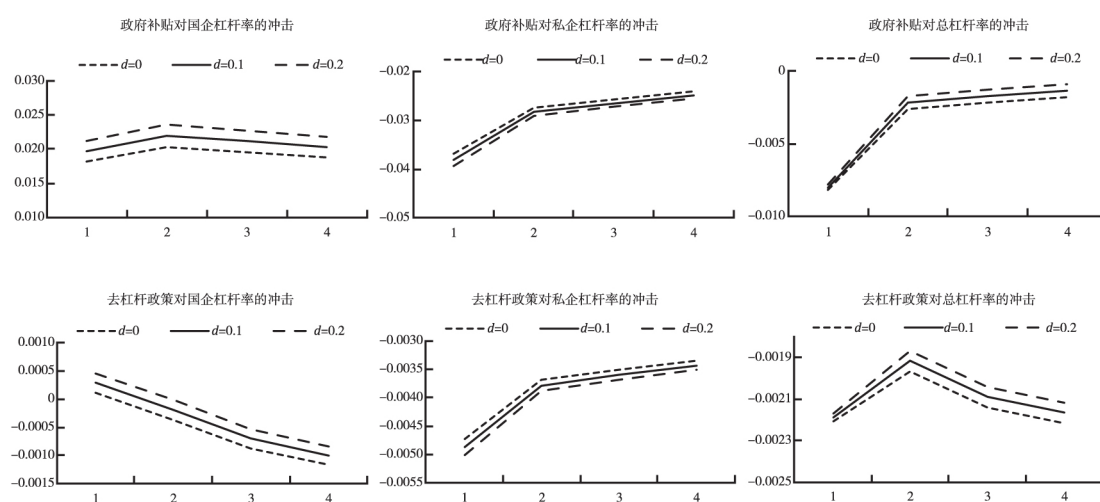 政府补贴对国企杠杆率的冲击
d=0 d=0.1 d=0.2
0.030
0.025
0.020
0.015
0.010
1 2 3 4
政府补贴对私企杠杆率的冲击
d=0 d=0.1 d=0.2
−0.02
−0.03
−0.04
−0.05
1 2 3 4
政府补贴对总杠杆率的冲击
d=0 d=0.1 d=0.2
0
−0.005
−0.010
1 2 3 4
去杠杆政策对国企杠杆率的冲击
d=0 d=0.1 d=0.2
0.0010
0.0005
0
−0.0005
−0.0010
−0.0015
1 2 3 4
去杠杆政策对私企杠杆率的冲击
d=0 d=0.1 d=0.2
−0.0030
−0.0035
−0.0040
−0.0045
−0.0050
−0.0055
1 2 3 4
去杠杆政策对总杠杆率的冲击
d=0 d=0.1 d=0.2
−0.0019
−0.0021
−0.0023
−0.0025
1 2 3 4